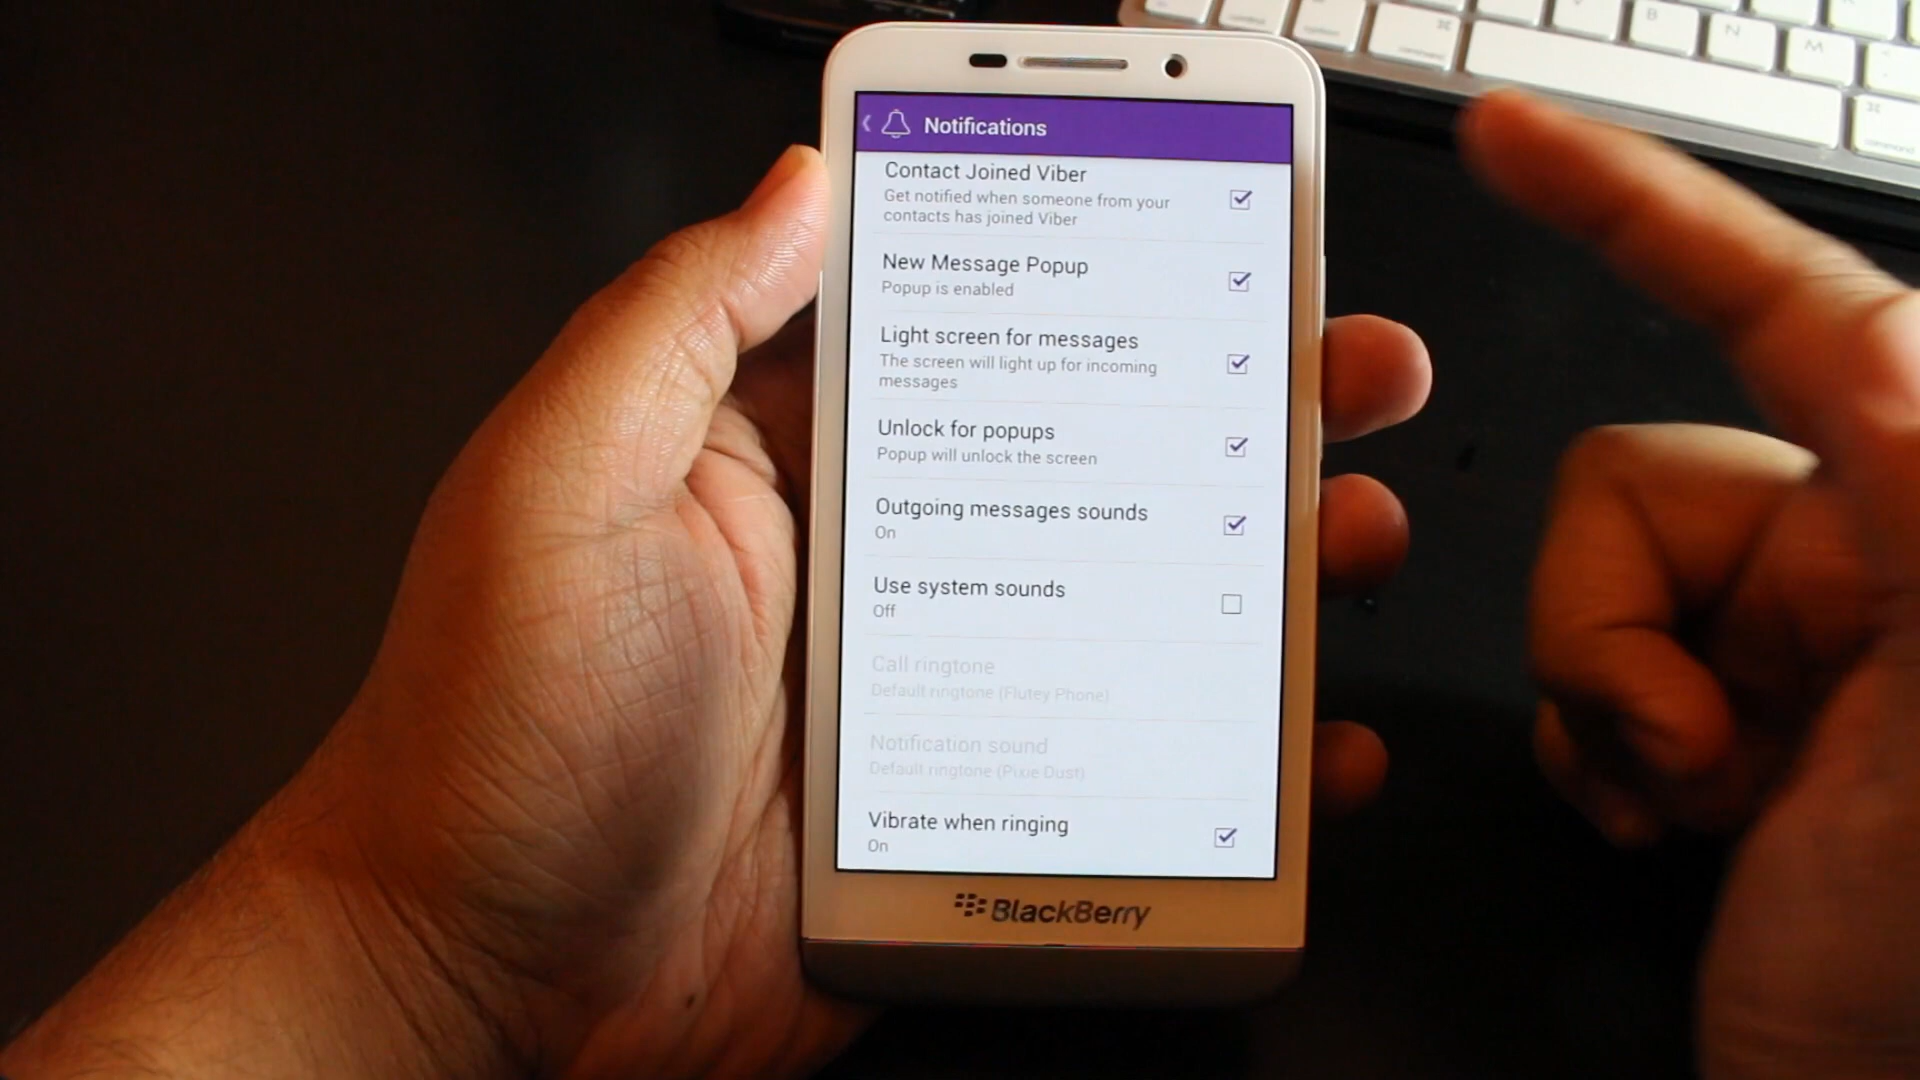 Notifications
Contact Joined Viber
Get notified when someone from your
contacts has joined Viber
New Message Popup
Popup is enabled
Light screen for messages
The screen will light up for incoming
messages
Unlock for popups
Popup will unlock the screen
Outgoing messages sounds
On
Use system sounds
Off
Call ringtone
Default ringtone (Flutey Phone)
Notification sound
Default ringtone (Pixie Dust)
Vibrate when ringing
On
BlackBerry
command
B
N
M
command